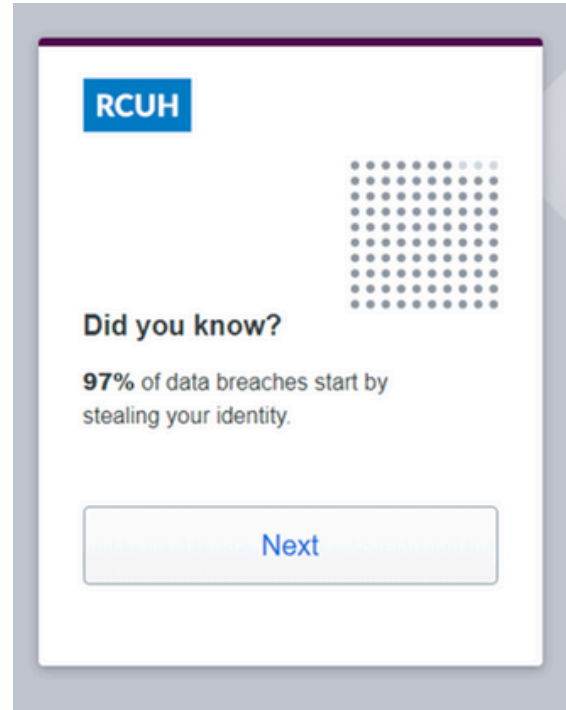 RCUH
Did you know?
97% of data breaches start by
stealing your identity.
Next